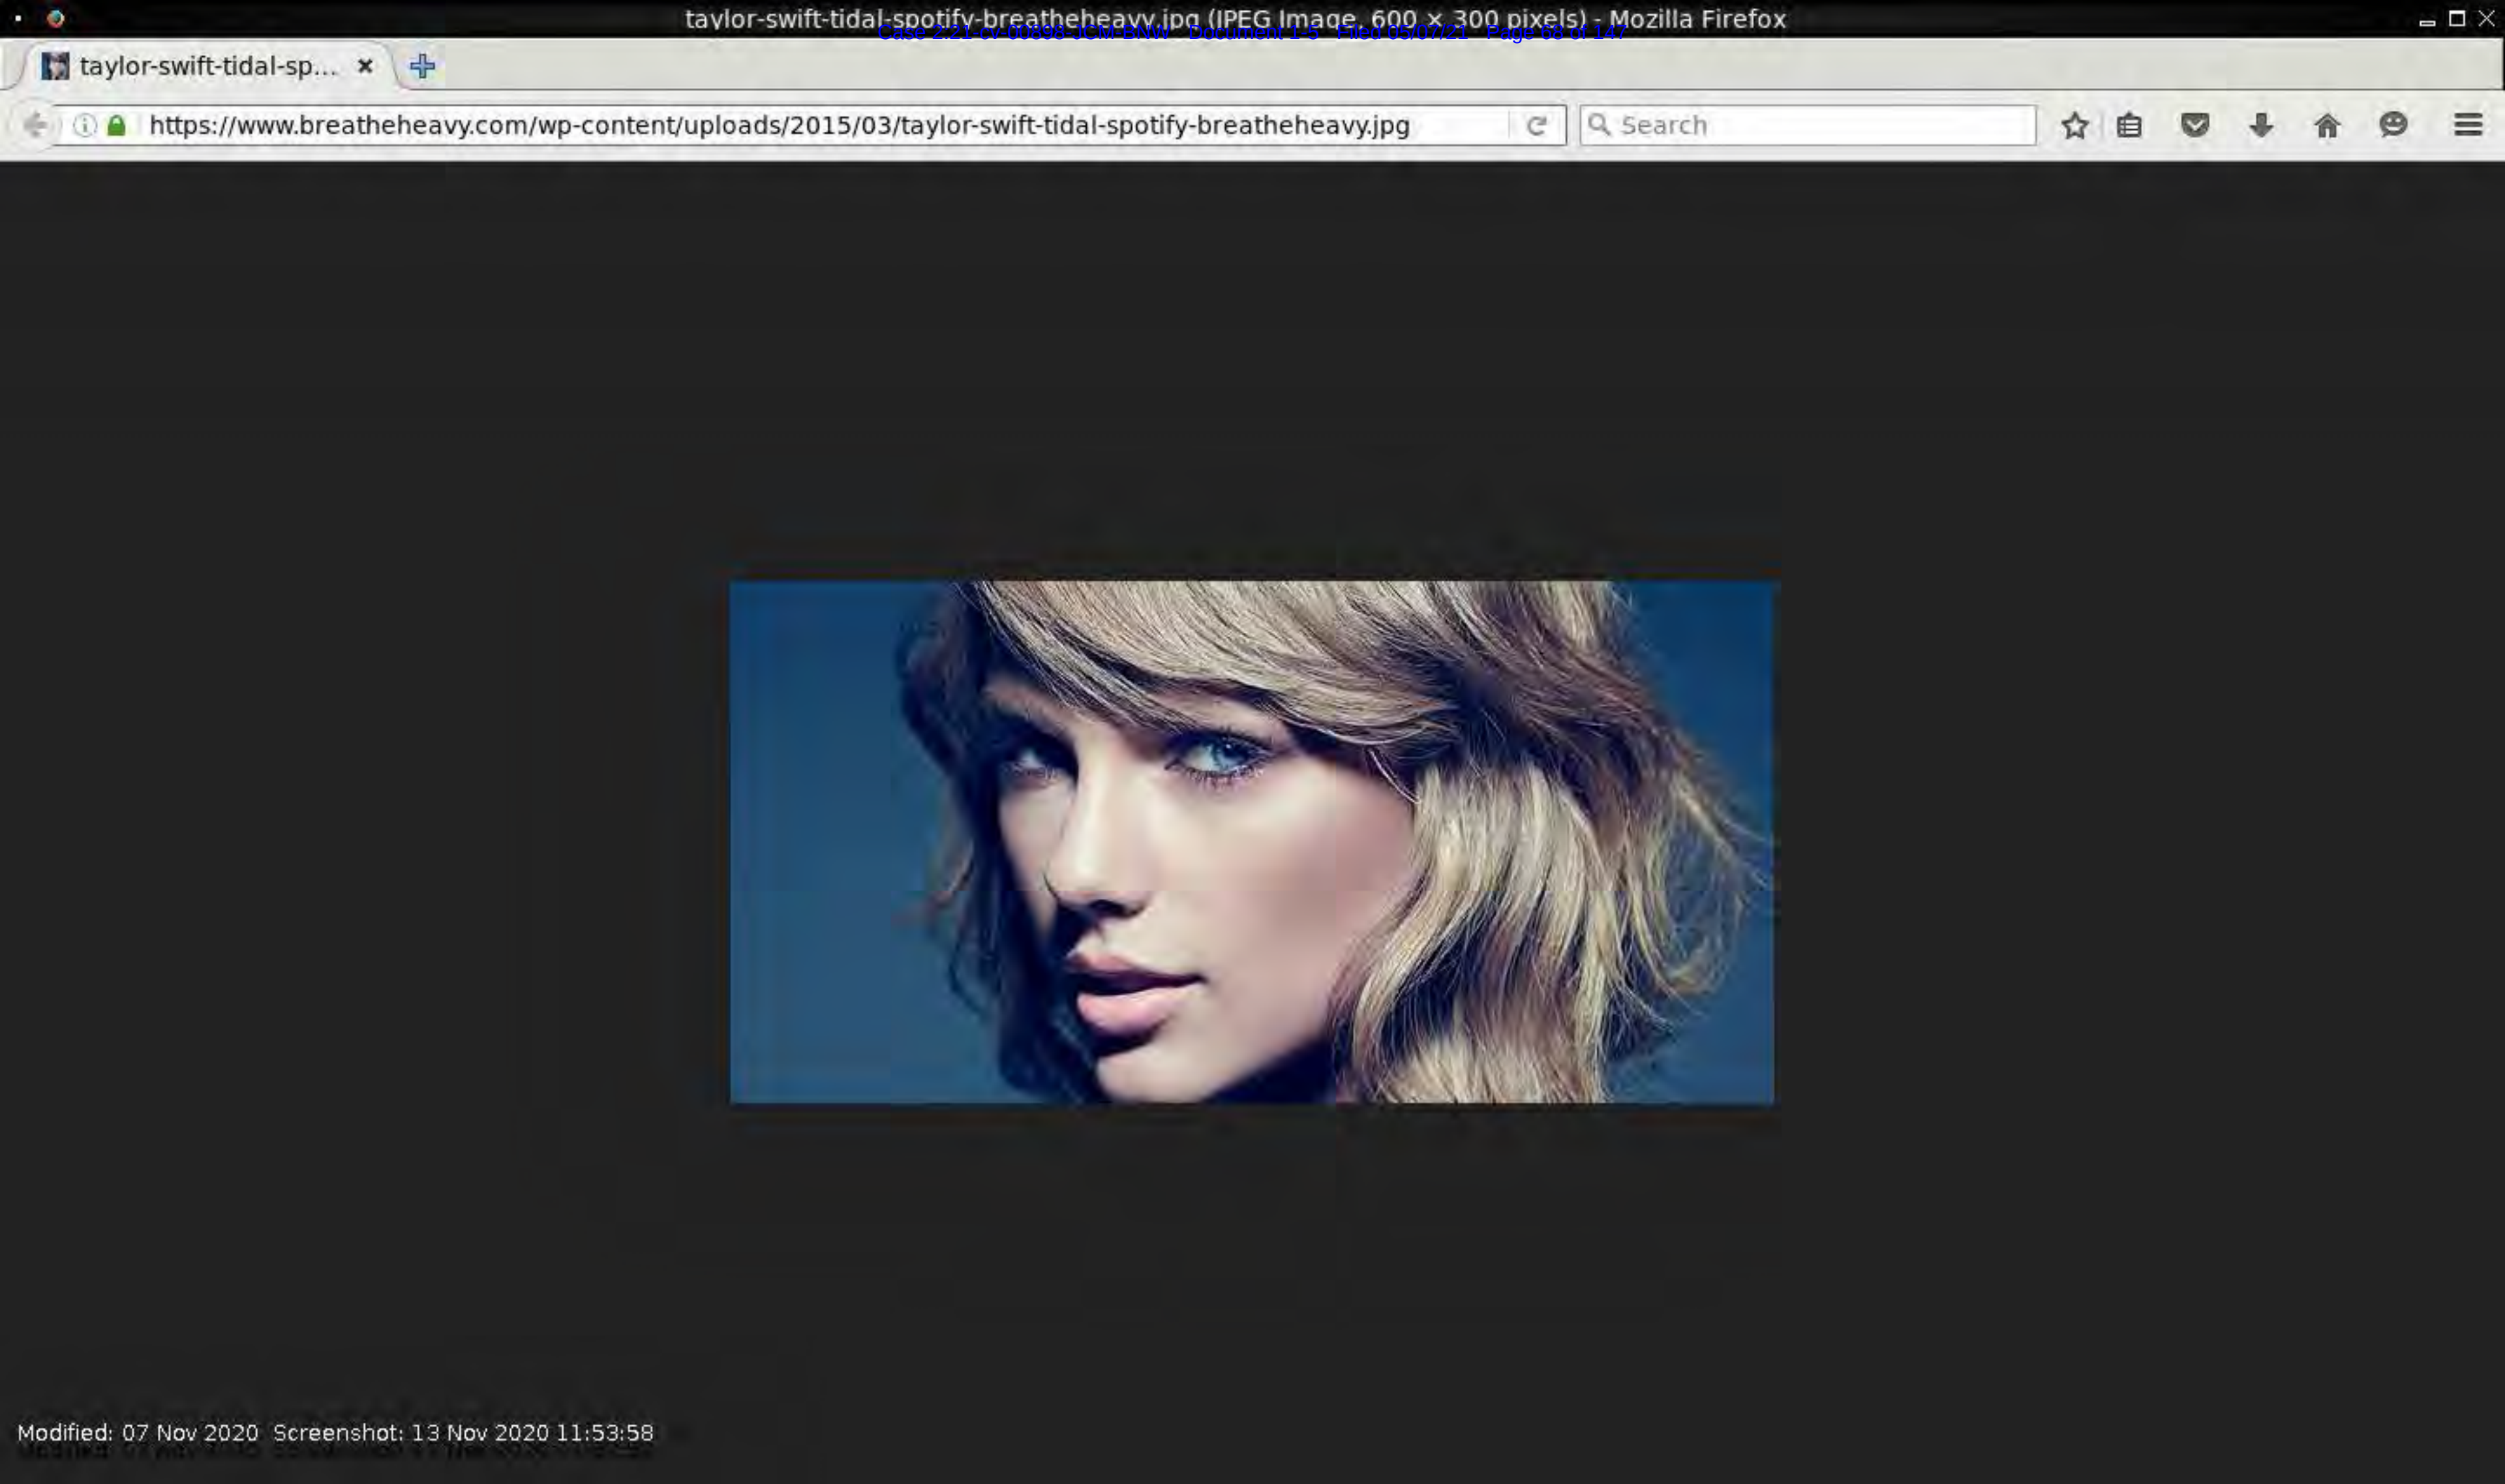 taylor-swift-tidal-spotify-breatheheavy.jpg (JPEG Image, 600 × 300 pixels) - Mozilla Firefox
Case 2:21-cv-00898-JCM-BNW Document 1-5 Filed 05/07/21 Page 68 of 147
taylor-swift-tidal-sp...
https://www.breatheheavy.com/wp-content/uploads/2015/03/taylor-swift-tidal-spotify-breatheheavy.jpg
Search
Modified: 07 Nov 2020 Screenshot: 13 Nov 2020 11:53:58